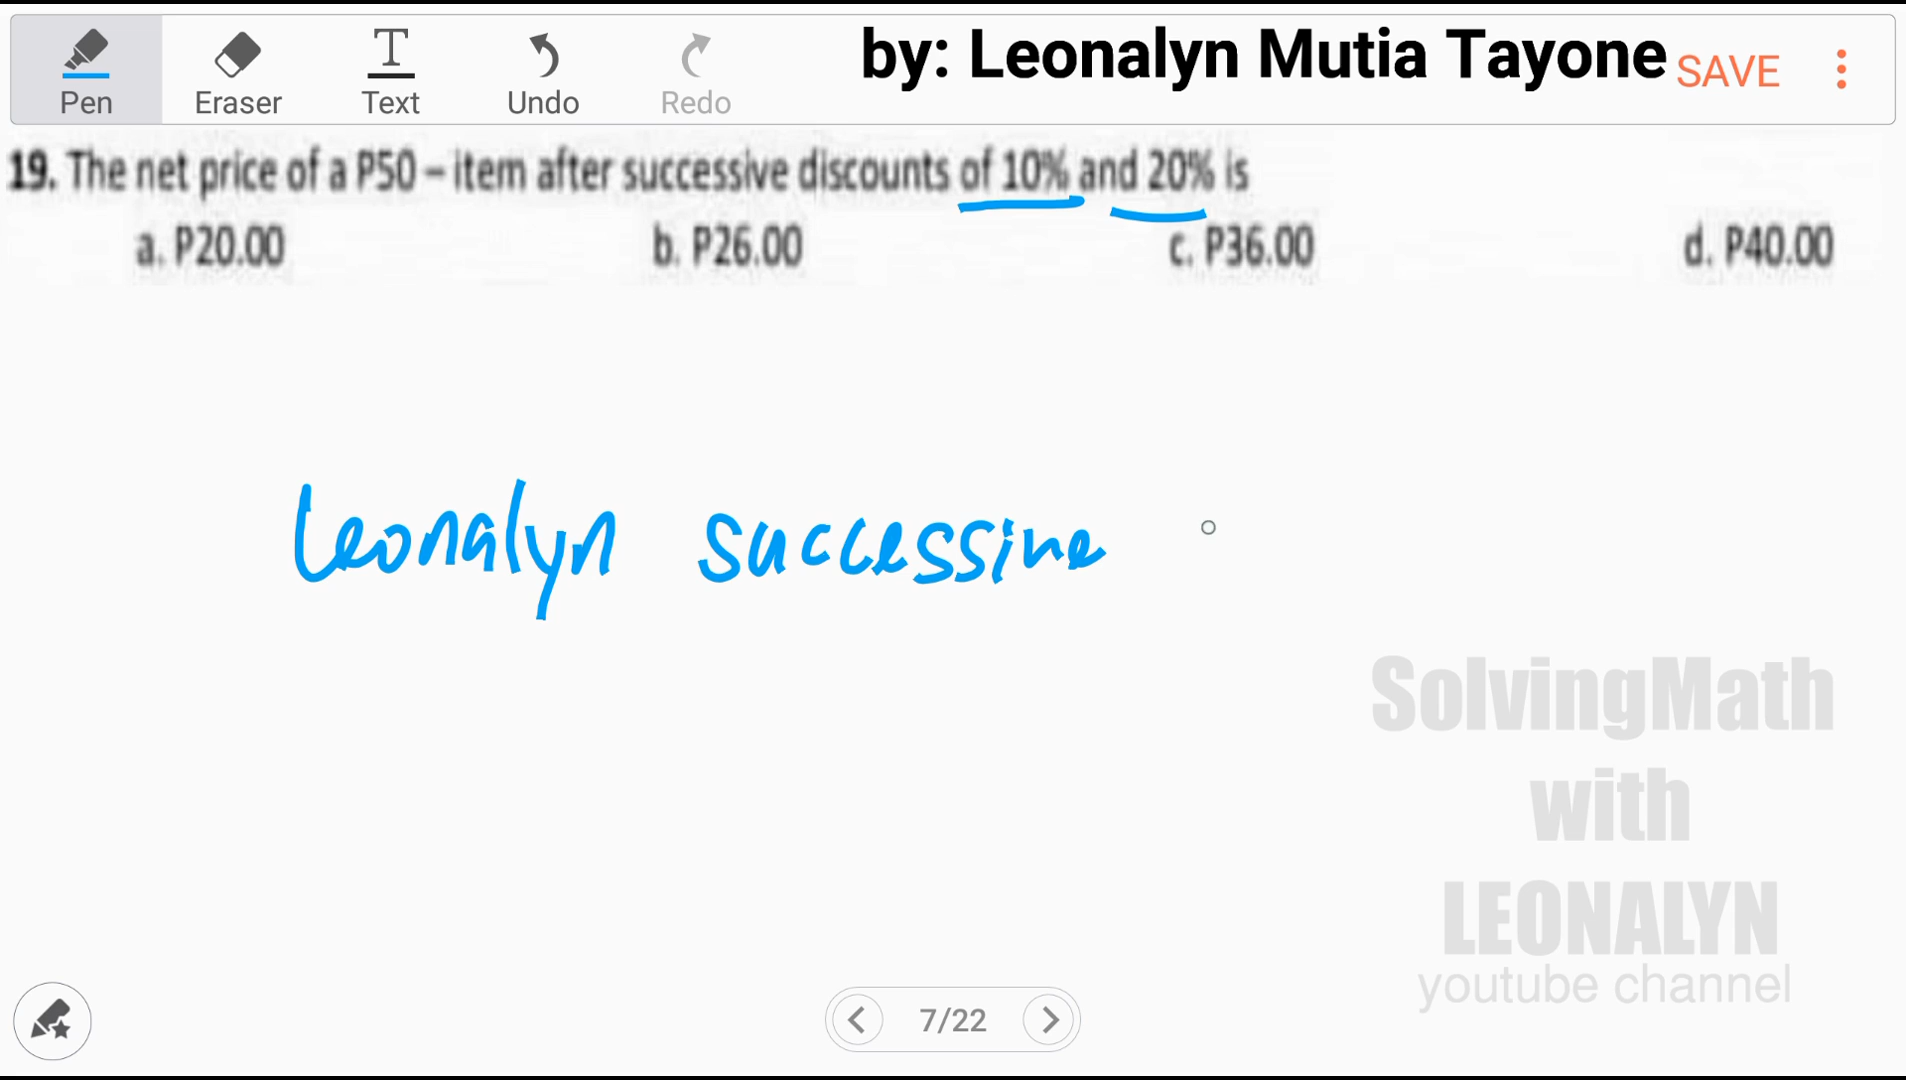 by: Leonalyn Mutia Tayone
Pen Eraser Text Undo Redo SAVE
19. The net price of a P50 – item after successive discounts of 10% and 20% is
a. P20.00 b. P26.00 c. P36.00 d. P40.00
Leonalyn successive
SolvingMath
with
LEONALYN
youtube channel
7/22